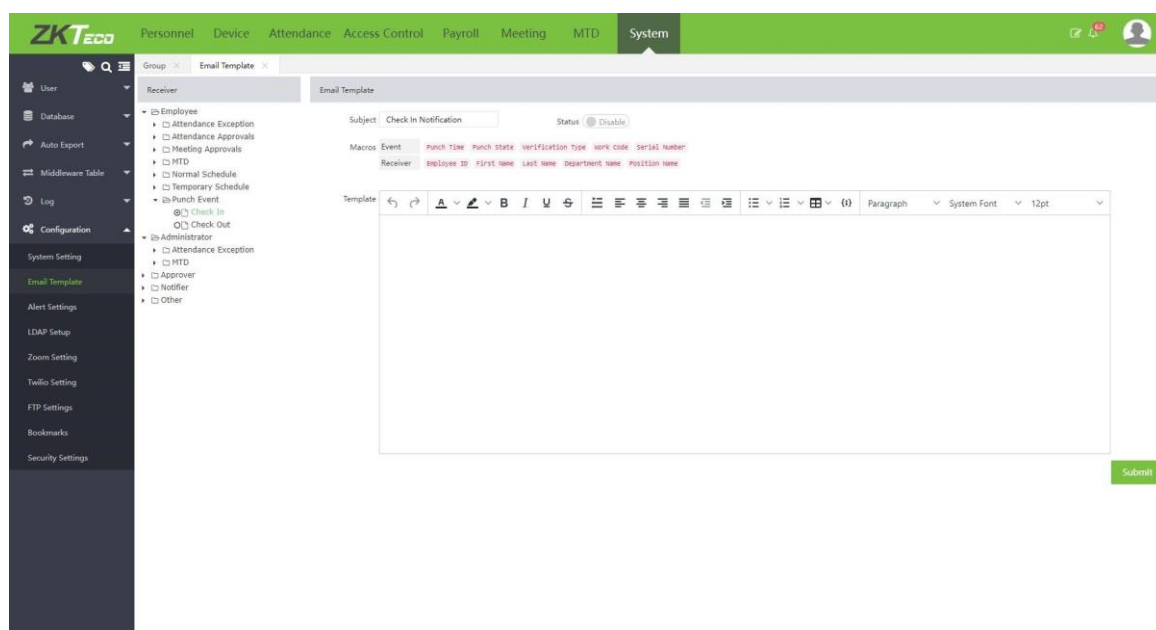 ZKTeco Personnel Device Attendance Access Control Payroll Meeting MTD System 62
Group × Email Template ×
User
Database
Auto Export
Middleware Table
Log
Configuration
System Setting
Email Template
Alert Settings
LDAP Setup
Zoom Setting
Twilio Setting
FTP Settings
Bookmarks
Security Settings
Receiver
Employee
Attendance Exception
Attendance Approvals
Meeting Approvals
MTD
Normal Schedule
Temporary Schedule
Punch Event
Check In
Check Out
Administrator
Attendance Exception
MTD
Approver
Notifier
Other
Email Template
Subject Check In Notification Status Disable
Macros Event Punch Time Punch State Verification Type Work Code Serial Number
Receiver Employee ID First Name Last Name Department Name Position Name
Template A B I U S Paragraph System Font 12pt
Submit